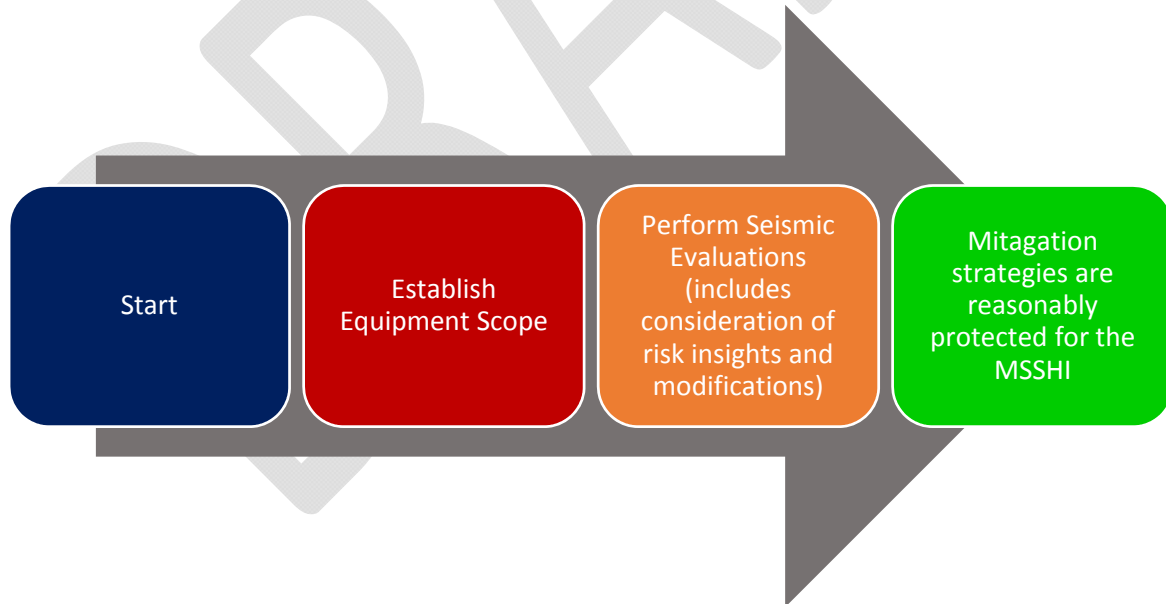 Start
Establish
Equipment Scope
Perform Seismic
Evaluations
(includes
consideration of
risk insights and
modifications)
Mitagation
strategies are
reasonably
protected for the
MSSHI